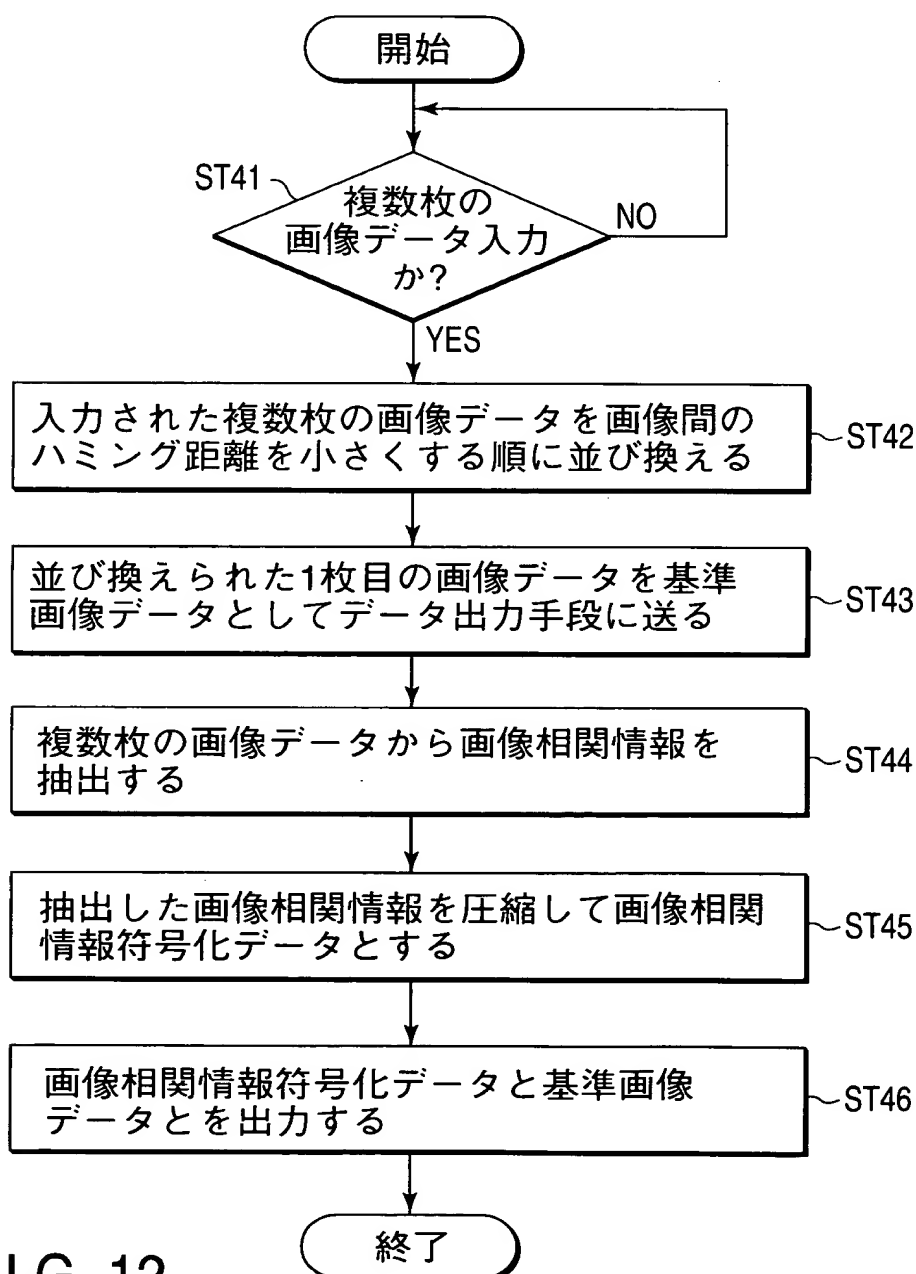 開始
ST41
複数枚の
画像データ入力
か?
NO
YES
入力された複数枚の画像データを画像間の
ハミング距離を小さくする順に並び換える
ST42
並び換えられた1枚目の画像データを基準
画像データとしてデータ出力手段に送る
ST43
複数枚の画像データから画像相関情報を
抽出する
ST44
抽出した画像相関情報を圧縮して画像相関
情報符号化データとする
ST45
画像相関情報符号化データと基準画像
データとを出力する
ST46
終了